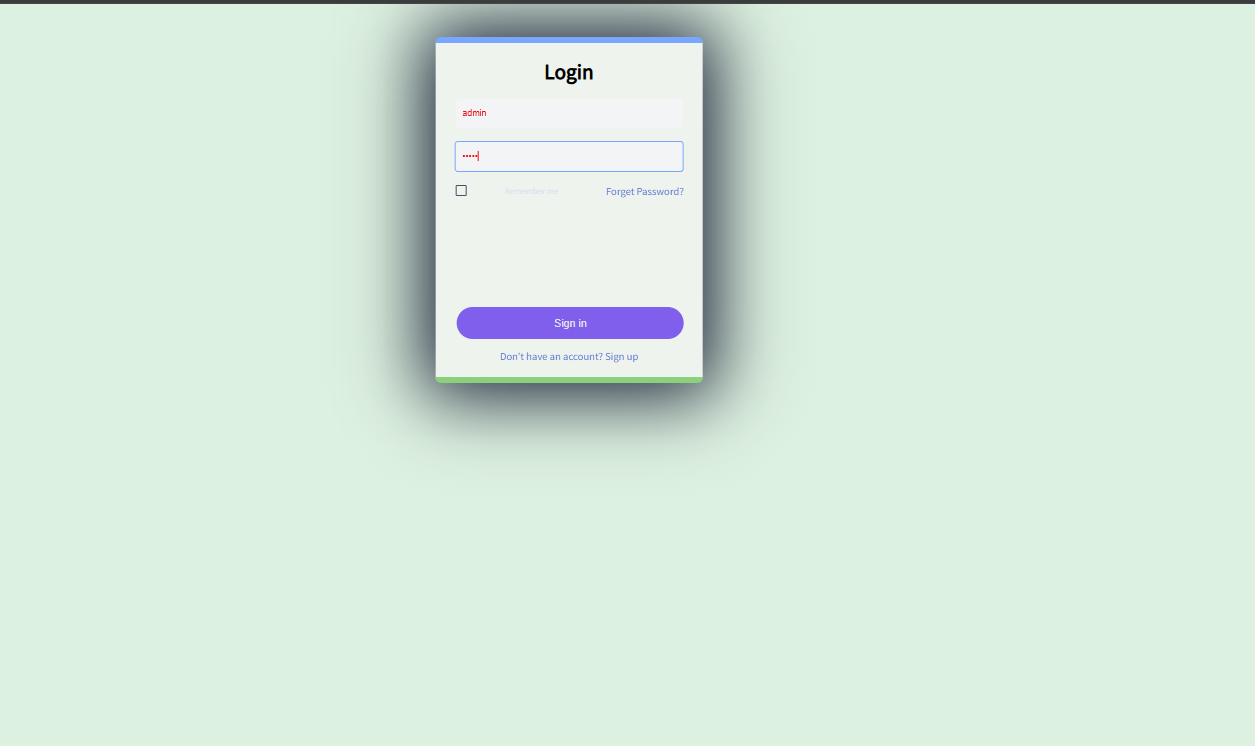 Login
admin
•••••
Remember me Forget Password?
Sign in
Don't have an account? Sign up